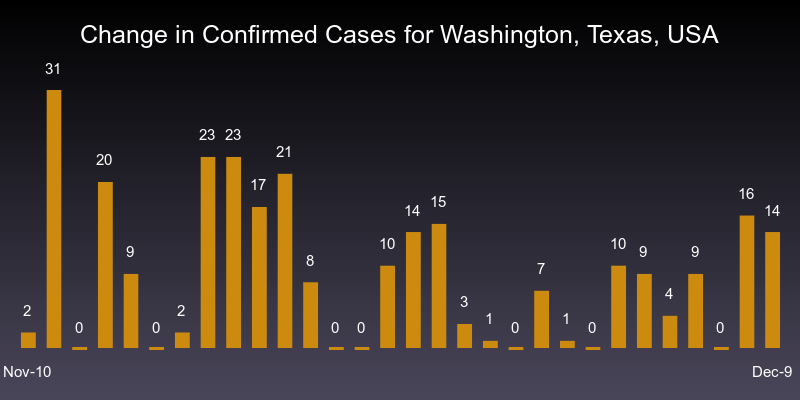 Change in Confirmed Cases for Washington, Texas, USA
2 31 0 20 9 0 2 23 23 17 21 8 0 0 10 14 15 3 1 0 7 1 0 10 9 4 9 0 16 14
Nov-10 Dec-9